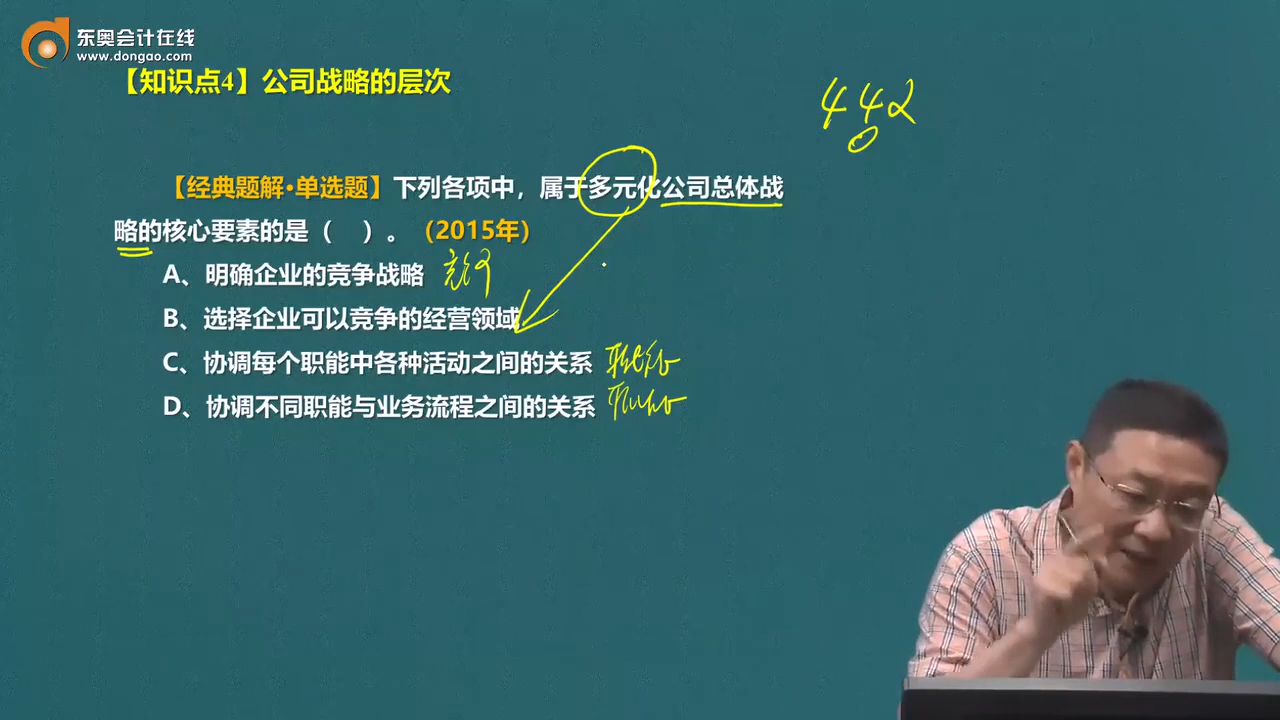 东奥会计在线
www.dongao.com
【知识点4】公司战略的层次
442
【经典题解·单选题】下列各项中，属于多元化公司总体战
略的核心要素的是（ ）。（2015年）
A、明确企业的竞争战略
B、选择企业可以竞争的经营领域
C、协调每个职能中各种活动之间的关系
D、协调不同职能与业务流程之间的关系